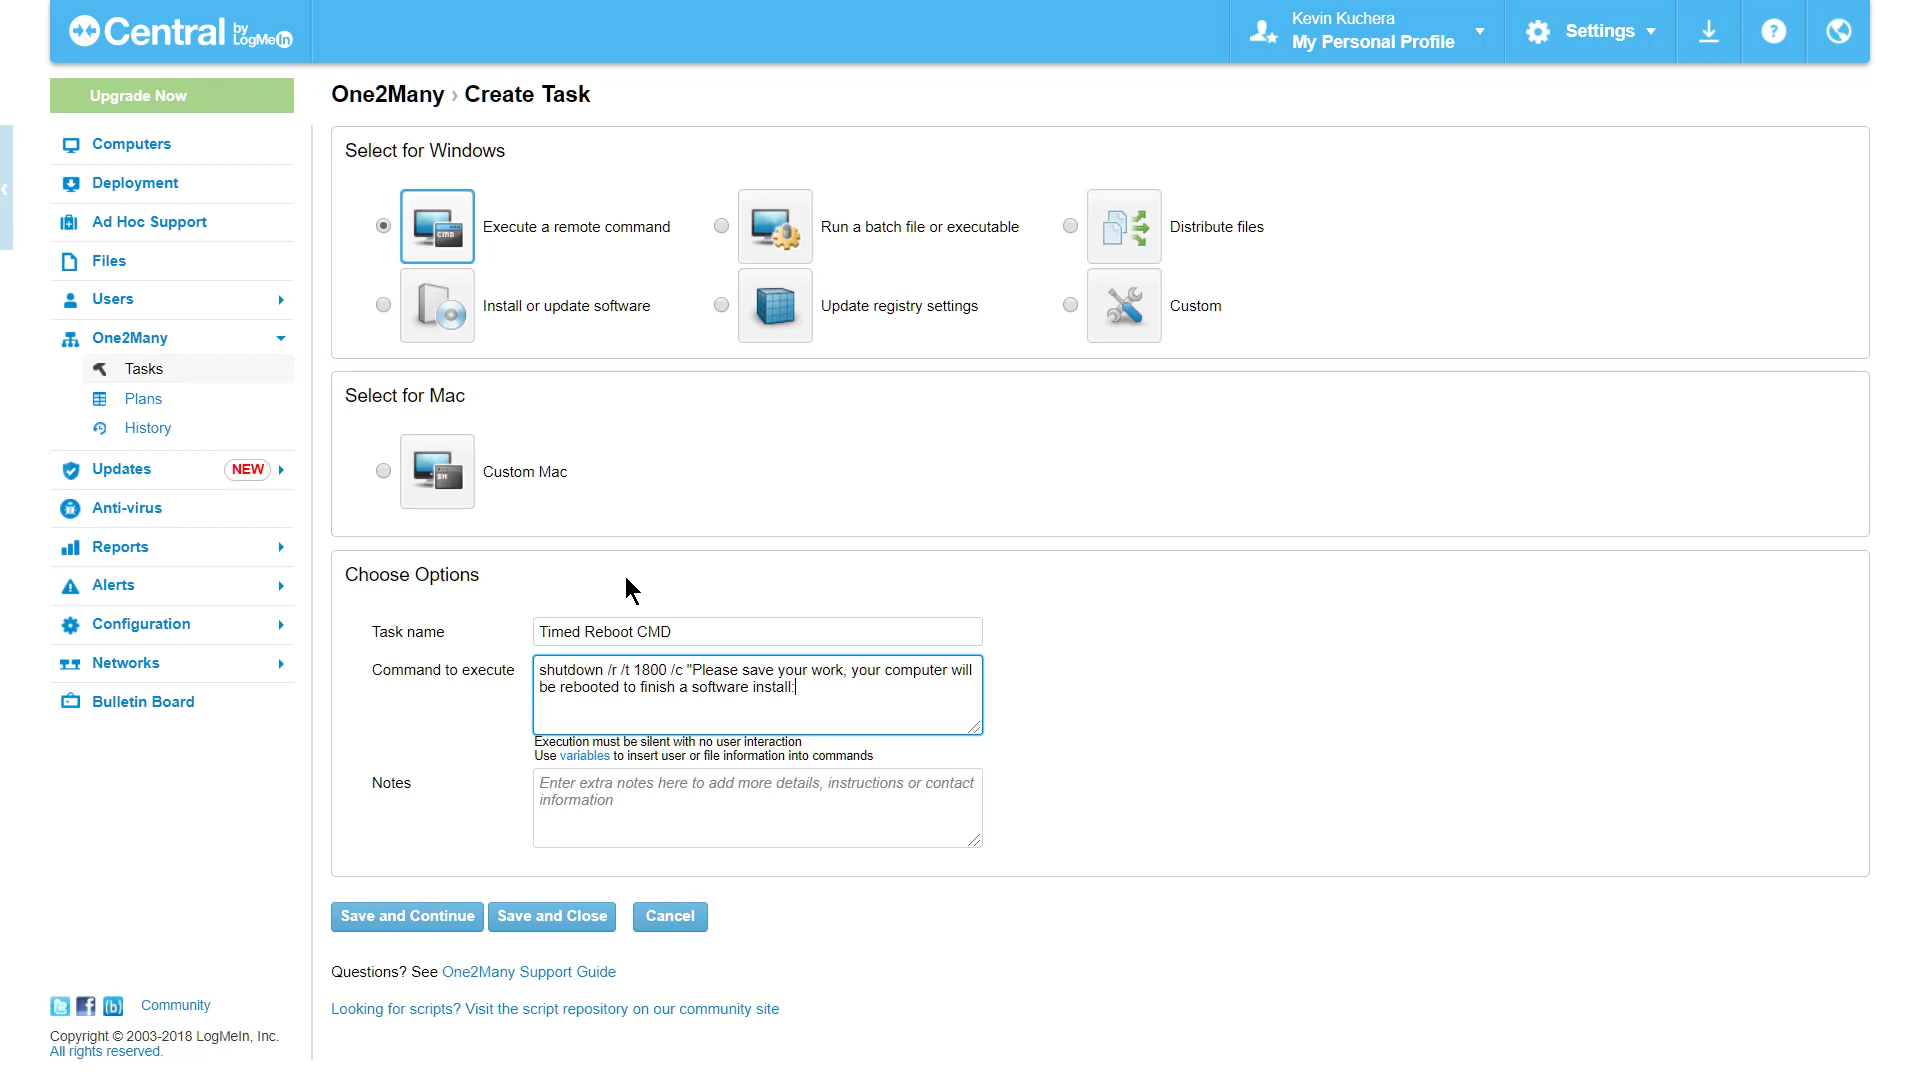 Central by LogMeIn
Kevin Kuchera
My Personal Profile
Settings
?
Upgrade Now
One2Many › Create Task
Computers
Deployment
Ad Hoc Support
Files
Users
One2Many
Tasks
Plans
History
Updates NEW
Anti-virus
Reports
Alerts
Configuration
Networks
Bulletin Board
Select for Windows
CMD
Execute a remote command
Run a batch file or executable
Distribute files
Install or update software
Update registry settings
Custom
Select for Mac
SH
Custom Mac
Choose Options
Task name
Timed Reboot CMD
Command to execute
shutdown /r /t 1800 /c "Please save your work, your computer will
be rebooted to finish a software install:
Execution must be silent with no user interaction
Use variables to insert user or file information into commands
Notes
Enter extra notes here to add more details, instructions or contact
information
Save and Continue
Save and Close
Cancel
Questions? See One2Many Support Guide
Looking for scripts? Visit the script repository on our community site
Community
Copyright © 2003-2018 LogMeIn, Inc.
All rights reserved.